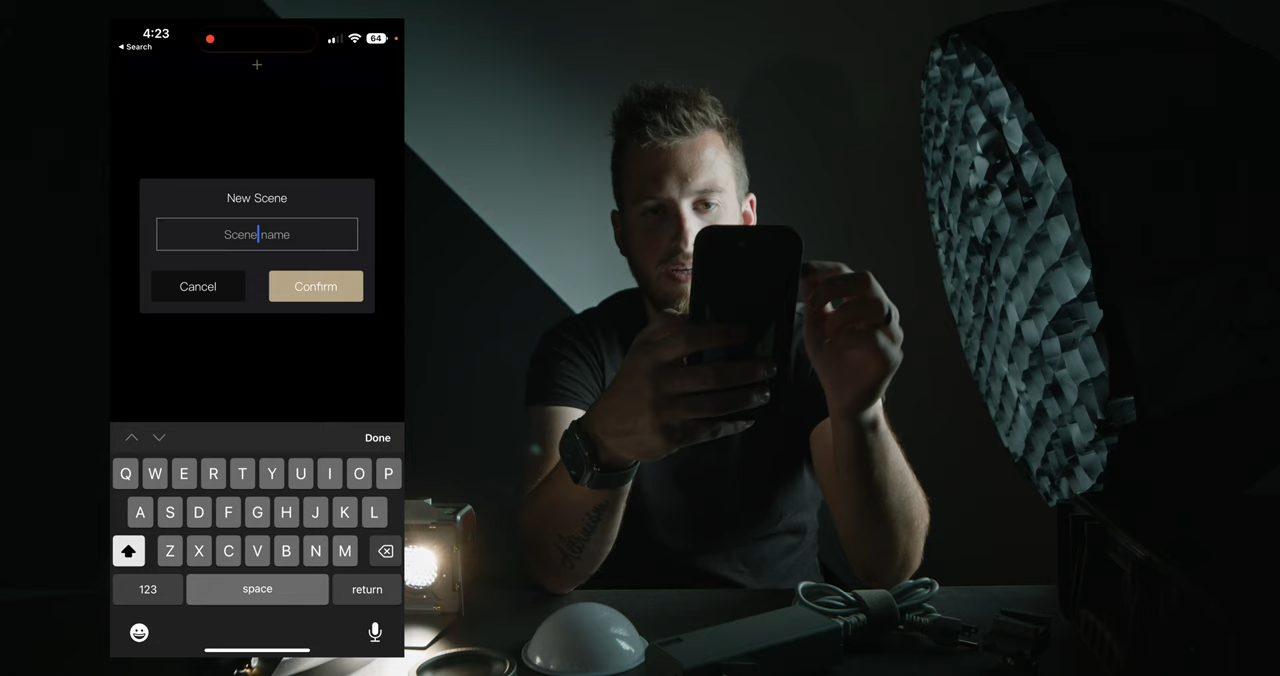 4:23
64
Search
New Scene
Scene name
Cancel
Confirm
Done
Q W E R T Y U I O P
A S D F G H J K L
Z X C V B N M
123
space
return